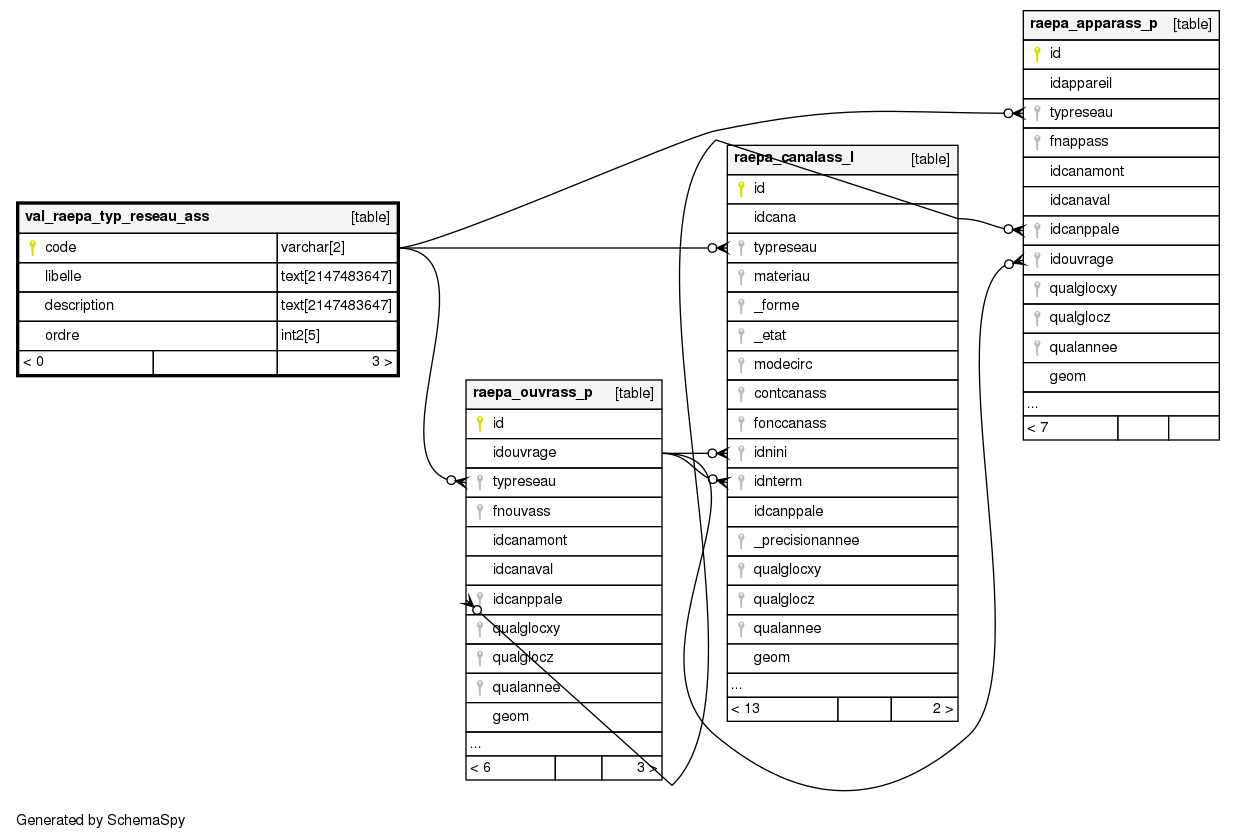 raepa_apparass_p [table]
id
idappareil
typreseau
fnappass
idcanamont
idcanaval
idcanppale
idouvrage
qualglocxy
qualglocz
qualannee
geom
...
< 7
raepa_canalass_l [table]
id
idcana
typreseau
materiau
_forme
_etat
modecirc
contcanass
fonccanass
idnini
idnterm
idcanppale
_precisionannee
qualglocxy
qualglocz
qualannee
geom
...
< 13 2 >
val_raepa_typ_reseau_ass [table]
code varchar[2]
libelle text[2147483647]
description text[2147483647]
ordre int2[5]
< 0 3 >
raepa_ouvrass_p [table]
id
idouvrage
typreseau
fnouvass
idcanamont
idcanaval
idcanppale
qualglocxy
qualglocz
qualannee
geom
...
< 6 3 >
Generated by SchemaSpy